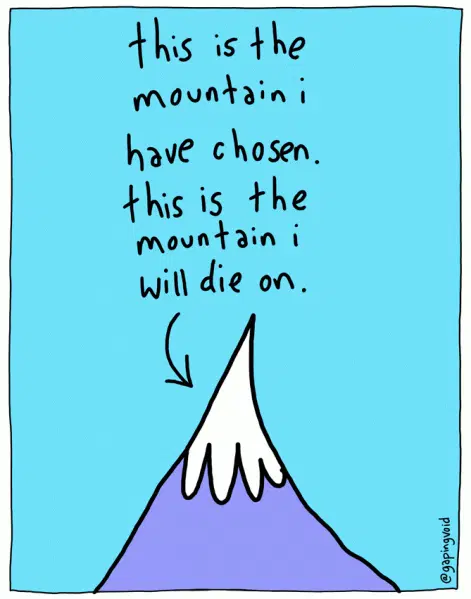 this is the
mountain i
have chosen.
this is the
mountain i
will die on.
@gapingvoid